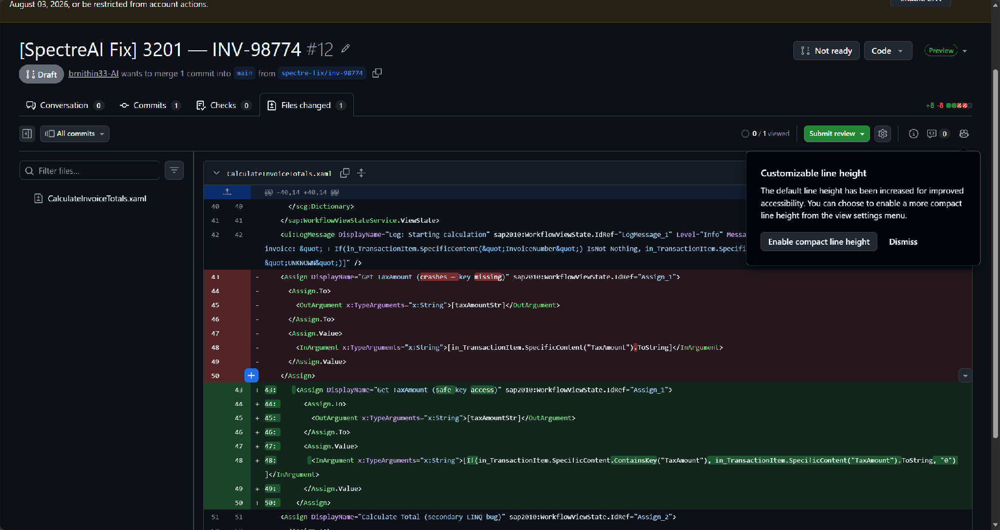 August 03, 2026, or be restricted from account actions.
[SpectreAI Fix] 3201 — INV-98774 #12
Not ready
Code
Preview
Draft
brnithin33-AI wants to merge 1 commit into main from spectre-fix/inv-98774
Conversation 0
Commits 1
Checks 0
Files changed 1
+8 -8
All commits
0 / 1 viewed
Submit review
0
Filter files...
CalculateInvoiceTotals.xaml
CalculateInvoiceTotals.xaml
Customizable line height
The default line height has been increased for improved
accessibility. You can choose to enable a more compact
line height from the view settings menu.
Enable compact line height
Dismiss
@@ -40,14 +40,14 @@
40 40 </scg:Dictionary>
41 41 </sap:WorkflowViewStateService.ViewState>
42 42 <ui:LogMessage DisplayName="Log: Starting calculation" sap2010:WorkflowViewState.IdRef="LogMessage_1" Level="Info" Messa
invoice: &quot; + If(in_TransactionItem.SpecificContent(&quot;InvoiceNumber&quot;) IsNot Nothing, in_TransactionItem.Specifi
&quot;UNKNOWN&quot;)]" />
43 - <Assign DisplayName="Get TaxAmount (crashes — key missing)" sap2010:WorkflowViewState.IdRef="Assign_1">
44 - <Assign.To>
45 - <OutArgument x:TypeArguments="x:String">[taxAmountStr]</OutArgument>
46 - </Assign.To>
47 - <Assign.Value>
48 - <InArgument x:TypeArguments="x:String">[in_TransactionItem.SpecificContent("TaxAmount").ToString]</InArgument>
49 - </Assign.Value>
50 </Assign>
43 + 43: <Assign DisplayName="Get TaxAmount (safe key access)" sap2010:WorkflowViewState.IdRef="Assign_1">
44 + 44: <Assign.To>
45 + 45: <OutArgument x:TypeArguments="x:String">[taxAmountStr]</OutArgument>
46 + 46: </Assign.To>
47 + 47: <Assign.Value>
48 + 48: <InArgument x:TypeArguments="x:String">[If(in_TransactionItem.SpecificContent.ContainsKey("TaxAmount"), in_TransactionItem.SpecificContent("TaxAmount").ToString, "0")
]</InArgument>
49 + 49: </Assign.Value>
50 + 50: </Assign>
51 51 <Assign DisplayName="Calculate Total (secondary LINQ bug)" sap2010:WorkflowViewState.IdRef="Assign_2">